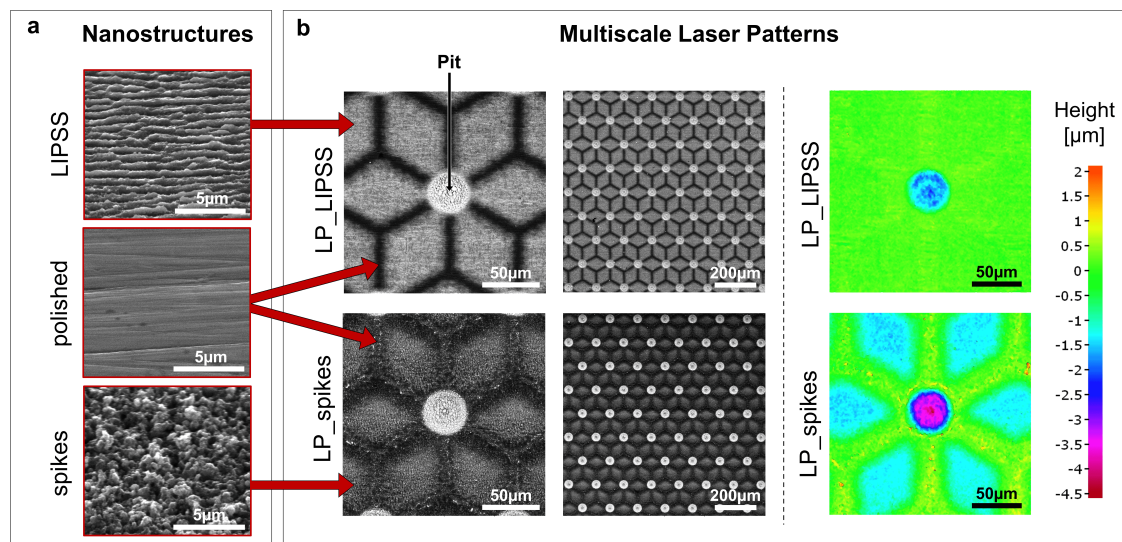 a
Nanostructures
LIPSS
5µm
polished
5µm
spikes
5µm
b
Multiscale Laser Patterns
Pit
LP_LIPSS
50µm
200µm
LP_spikes
50µm
200µm
LP_LIPSS
50µm
LP_spikes
50µm
Height
[µm]
2
1.5
1
0.5
0
−0.5
−1
−1.5
−2
−2.5
−3
−3.5
−4
−4.5